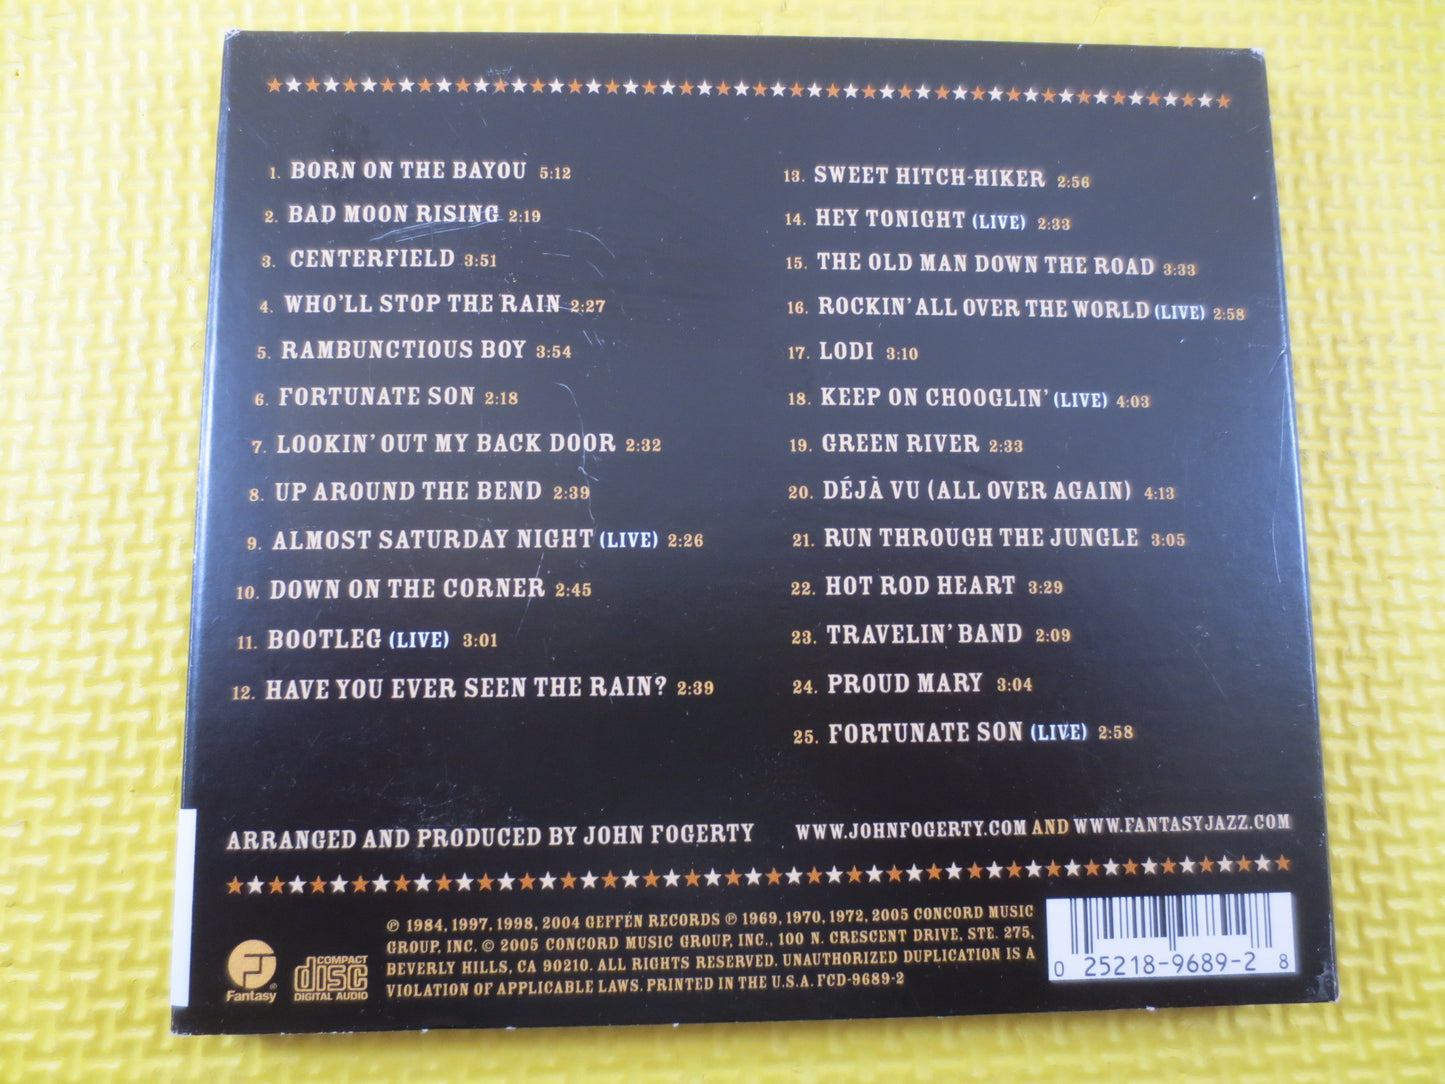 1. BORN ON THE BAYOU 5:12
2. BAD MOON RISING 2:19
3. CENTERFIELD 3:51
4. WHO'LL STOP THE RAIN 2:27
5. RAMBUNCTIOUS BOY 3:54
6. FORTUNATE SON 2:18
7. LOOKIN' OUT MY BACK DOOR 2:32
8. UP AROUND THE BEND 2:39
9. ALMOST SATURDAY NIGHT (LIVE) 2:26
10. DOWN ON THE CORNER 2:45
11. BOOTLEG (LIVE) 3:01
12. HAVE YOU EVER SEEN THE RAIN? 2:39
13. SWEET HITCH-HIKER 2:56
14. HEY TONIGHT (LIVE) 2:33
15. THE OLD MAN DOWN THE ROAD 3:33
16. ROCKIN' ALL OVER THE WORLD (LIVE) 2:58
17. LODI 3:10
18. KEEP ON CHOOGLIN' (LIVE) 4:03
19. GREEN RIVER 2:33
20. DÉJÀ VU (ALL OVER AGAIN) 4:13
21. RUN THROUGH THE JUNGLE 3:05
22. HOT ROD HEART 3:29
23. TRAVELIN' BAND 2:09
24. PROUD MARY 3:04
25. FORTUNATE SON (LIVE) 2:58
ARRANGED AND PRODUCED BY JOHN FOGERTY
WWW.JOHNFOGERTY.COM AND WWW.FANTASYJAZZ.COM
Fantasy®
COMPACT
disc
DIGITAL AUDIO
℗ 1984, 1997, 1998, 2004 GEFFÉN RECORDS ℗ 1969, 1970, 1972, 2005 CONCORD MUSIC
GROUP, INC. © 2005 CONCORD MUSIC GROUP, INC., 100 N. CRESCENT DRIVE, STE. 275,
BEVERLY HILLS, CA 90210. ALL RIGHTS RESERVED. UNAUTHORIZED DUPLICATION IS A
VIOLATION OF APPLICABLE LAWS. PRINTED IN THE U.S.A. FCD-9689-2
0 25218-9689-2 8